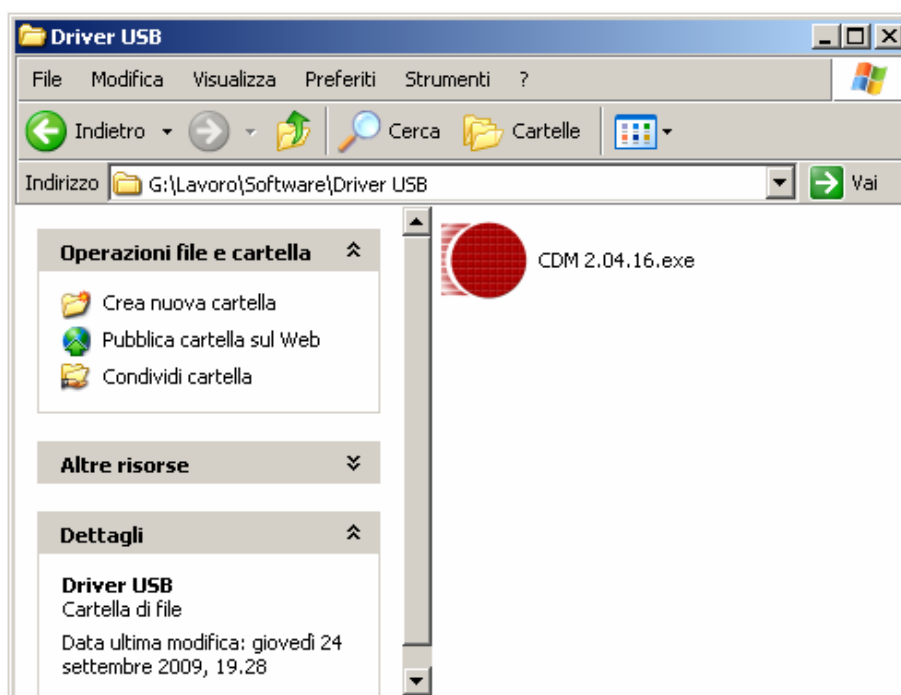 Driver USB
File Modifica Visualizza Preferiti Strumenti ?
Indietro Cerca Cartelle
Indirizzo G:\Lavoro\Software\Driver USB Vai
Operazioni file e cartella
Crea nuova cartella
Pubblica cartella sul Web
Condividi cartella
Altre risorse
Dettagli
Driver USB
Cartella di file
Data ultima modifica: giovedì 24
settembre 2009, 19.28
CDM 2.04.16.exe